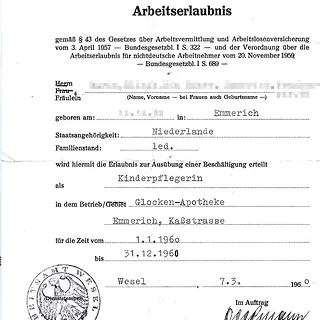 Arbeitserlaubnis
gemäß § 43 des Gesetzes über Arbeitsvermittlung und Arbeitslosenversicherung
vom 3. April 1957 — Bundesgesetzbl. I S. 322 — und der Verordnung über die
Arbeitserlaubnis für nichtdeutsche Arbeitnehmer vom 20. November 1959
— Bundesgesetzbl. I S. 689 —
Herrn
Frau
Fräulein
(Name, Vorname — bei Frauen auch Geburtsname —)
geboren am: in: Emmerich
Staatsangehörigkeit: Niederlande
Familienstand: led.
wird hiermit die Erlaubnis zur Ausübung einer Beschäftigung erteilt
als Kinderpflegerin
in dem Betrieb/Gebiet Glocken-Apotheke
Emmerich, Kaßstrasse
für die Zeit vom 1.1.1960
bis 31.12.1960
Wesel , 7.3. 1960
Im Auftrag
(Dienststempel)